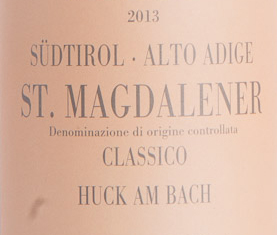 2013
SÜDTIROL · ALTO ADIGE
ST. MAGDALENER
Denominazione di origine controllata
CLASSICO
HUCK AM BACH